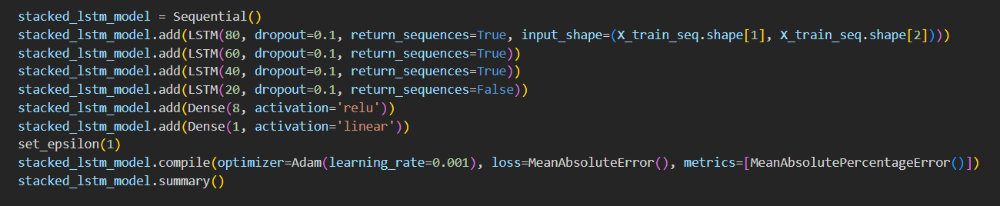 stacked_lstm_model = Sequential()
stacked_lstm_model.add(LSTM(80, dropout=0.1, return_sequences=True, input_shape=(X_train_seq.shape[1], X_train_seq.shape[2])))
stacked_lstm_model.add(LSTM(60, dropout=0.1, return_sequences=True))
stacked_lstm_model.add(LSTM(40, dropout=0.1, return_sequences=True))
stacked_lstm_model.add(LSTM(20, dropout=0.1, return_sequences=False))
stacked_lstm_model.add(Dense(8, activation='relu'))
stacked_lstm_model.add(Dense(1, activation='linear'))
set_epsilon(1)
stacked_lstm_model.compile(optimizer=Adam(learning_rate=0.001), loss=MeanAbsoluteError(), metrics=[MeanAbsolutePercentageError()])
stacked_lstm_model.summary()